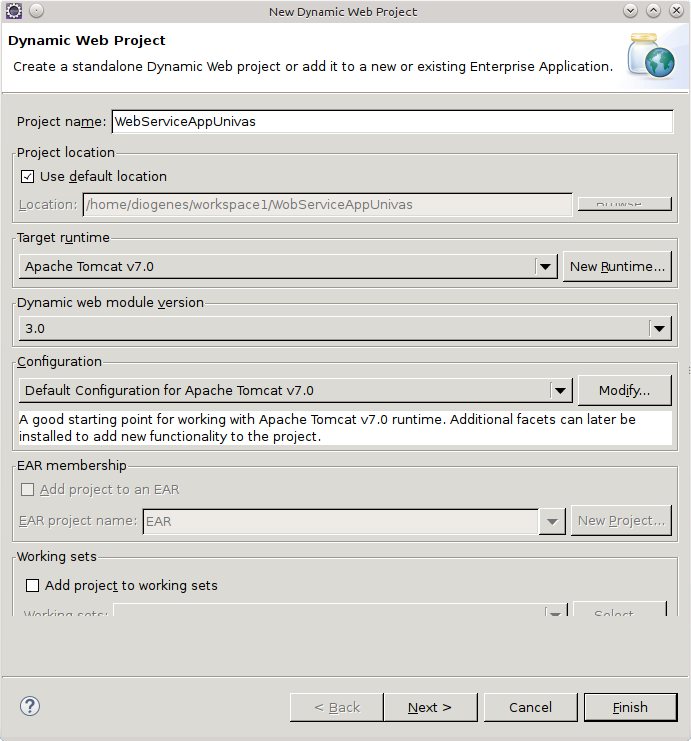 New Dynamic Web Project
Dynamic Web Project
Create a standalone Dynamic Web project or add it to a new or existing Enterprise Application.
Project name: WebServiceAppUnivas
Project location
Use default location
Location: /home/diogenes/workspace1/WobServiceAppUnivas Browse...
Target runtime
Apache Tomcat v7.0 New Runtime...
Dynamic web module version
3.0
Configuration
Default Configuration for Apache Tomcat v7.0 Modify...
A good starting point for working with Apache Tomcat v7.0 runtime. Additional facets can later be
installed to add new functionality to the project.
EAR membership
Add project to an EAR
EAR project name: EAR New Project...
Working sets
Add project to working sets
Working sets: Select...
? < Back Next > Cancel Finish